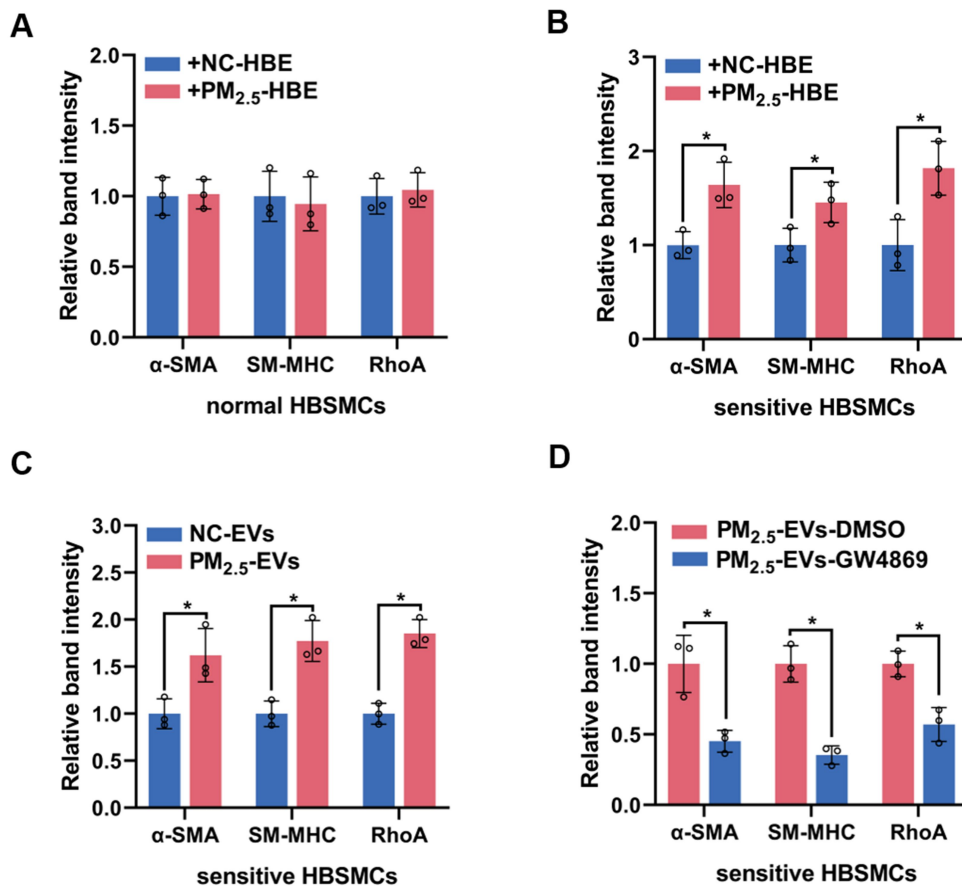 A
+NC-HBE
+PM2.5-HBE
Relative band intensity
2.0
1.5
1.0
0.5
0.0
α-SMA SM-MHC RhoA
normal HBSMCs
B
+NC-HBE
+PM2.5-HBE
Relative band intensity
3
2
1
0
* * *
α-SMA SM-MHC RhoA
sensitive HBSMCs
C
NC-EVs
PM2.5-EVs
Relative band intensity
3.0
2.5
2.0
1.5
1.0
0.5
0.0
* * *
α-SMA SM-MHC RhoA
sensitive HBSMCs
D
PM2.5-EVs-DMSO
PM2.5-EVs-GW4869
Relative band intensity
2.0
1.5
1.0
0.5
0.0
* * *
α-SMA SM-MHC RhoA
sensitive HBSMCs